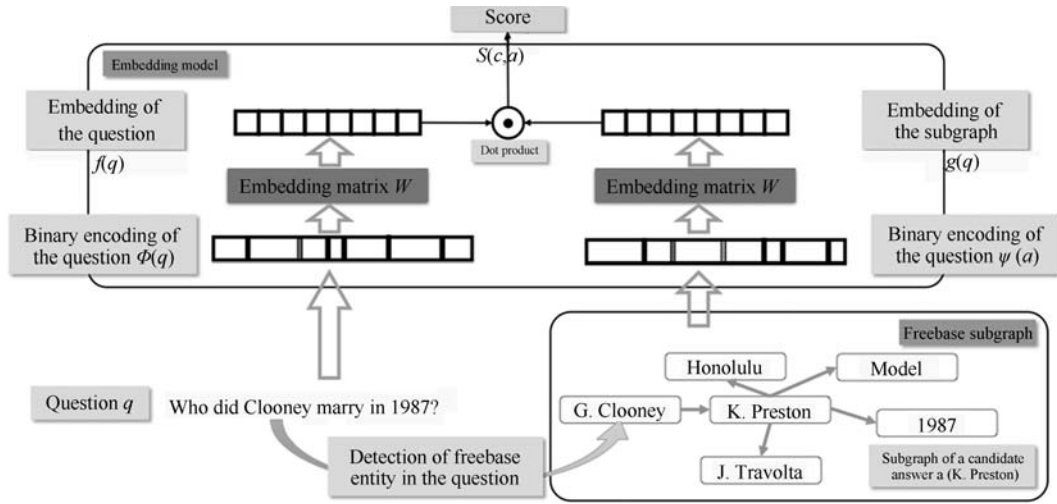 Score
S(c,a)
Embedding model
Embedding of
the question
f(q)
Dot product
Embedding of
the subgraph
g(q)
Embedding matrix W
Embedding matrix W
Binary encoding of
the question Φ(q)
Binary encoding of
the question ψ (a)
Freebase subgraph
Honolulu
Model
Question q
Who did Clooney marry in 1987?
G. Clooney
K. Preston
1987
Detection of freebase
entity in the question
J. Travolta
Subgraph of a candidate
answer a (K. Preston)